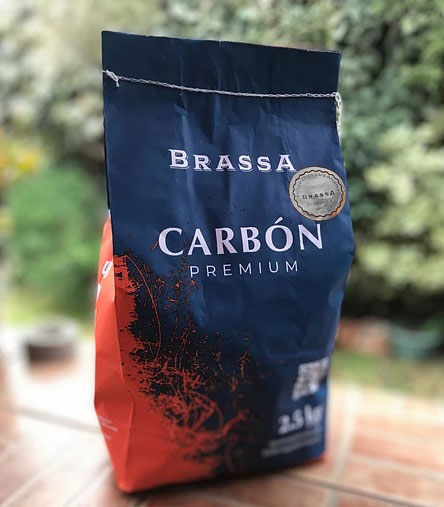 BRASSA
BRASSA
CARBÓN
PREMIUM
2.5 kg